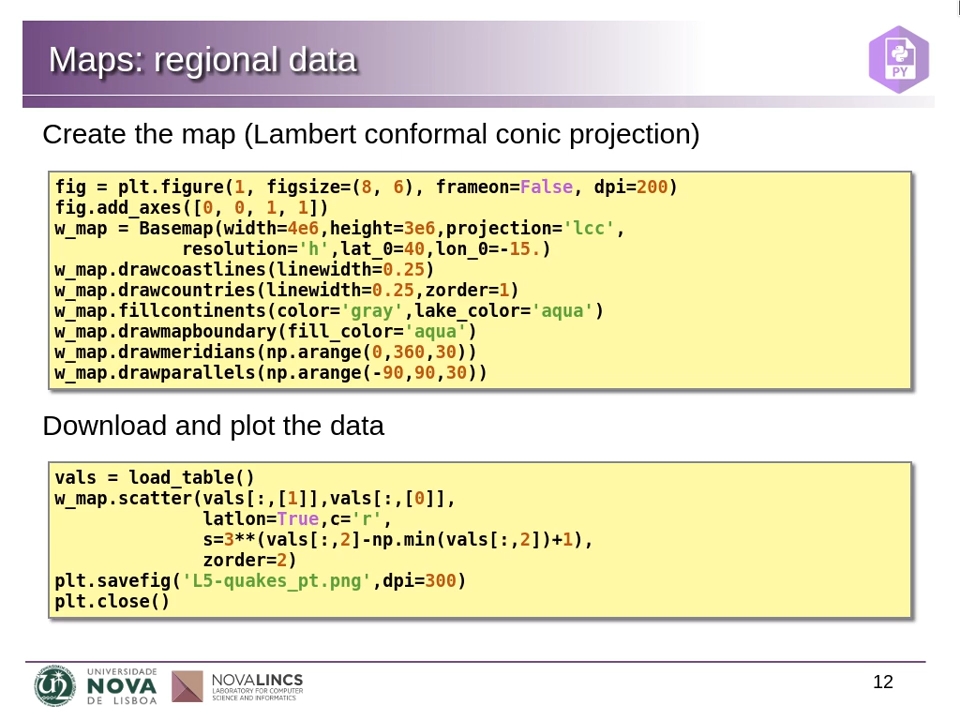 Maps: regional data
PY
Create the map (Lambert conformal conic projection)
fig = plt.figure(1, figsize=(8, 6), frameon=False, dpi=200)
fig.add_axes([0, 0, 1, 1])
w_map = Basemap(width=4e6,height=3e6,projection='lcc',
            resolution='h',lat_0=40,lon_0=-15.)
w_map.drawcoastlines(linewidth=0.25)
w_map.drawcountries(linewidth=0.25,zorder=1)
w_map.fillcontinents(color='gray',lake_color='aqua')
w_map.drawmapboundary(fill_color='aqua')
w_map.drawmeridians(np.arange(0,360,30))
w_map.drawparallels(np.arange(-90,90,30))
Download and plot the data
vals = load_table()
w_map.scatter(vals[:,[1]],vals[:,[0]],
              latlon=True,c='r',
              s=3**(vals[:,2]-np.min(vals[:,2])+1),
              zorder=2)
plt.savefig('L5-quakes_pt.png',dpi=300)
plt.close()
UNIVERSIDADE
NOVA
DE LISBOA
NOVALINCS
LABORATORY FOR COMPUTER
SCIENCE AND INFORMATICS
12